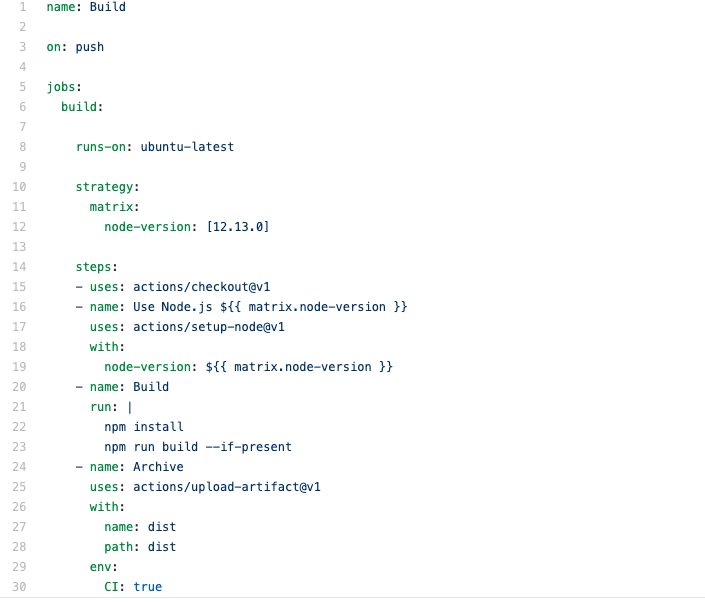 1 name: Build
2
3 on: push
4
5 jobs:
6 build:
7
8 runs-on: ubuntu-latest
9
10 strategy:
11 matrix:
12 node-version: [12.13.0]
13
14 steps:
15 - uses: actions/checkout@v1
16 - name: Use Node.js ${{ matrix.node-version }}
17 uses: actions/setup-node@v1
18 with:
19 node-version: ${{ matrix.node-version }}
20 - name: Build
21 run: |
22 npm install
23 npm run build --if-present
24 - name: Archive
25 uses: actions/upload-artifact@v1
26 with:
27 name: dist
28 path: dist
29 env:
30 CI: true